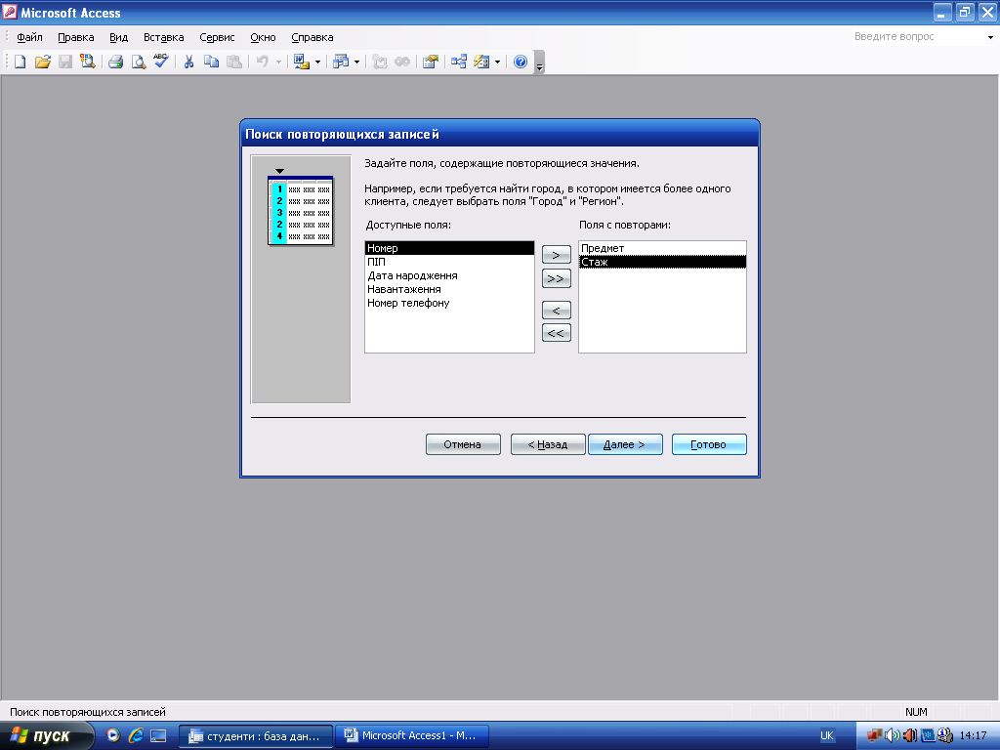 Microsoft Access
Файл Правка Вид Вставка Сервис Окно Справка
Введите вопрос
Поиск повторяющихся записей
Задайте поля, содержащие повторяющиеся значения.
Например, если требуется найти город, в котором имеется более одного
клиента, следует выбрать поля "Город" и "Регион".
1 xxx xxx xxx
2 xxx xxx xxx
3 xxx xxx xxx
2 xxx xxx xxx
4 xxx xxx xxx
Доступные поля:
Номер
ПІП
Дата народження
Навантаження
Номер телефону
>
>>
<
<<
Поля с повторами:
Предмет
Стаж
Отмена
< Назад
Далее >
Готово
Поиск повторяющихся записей
NUM
пуск
студенти : база дан...
Microsoft Access1 - M...
UK
14:17